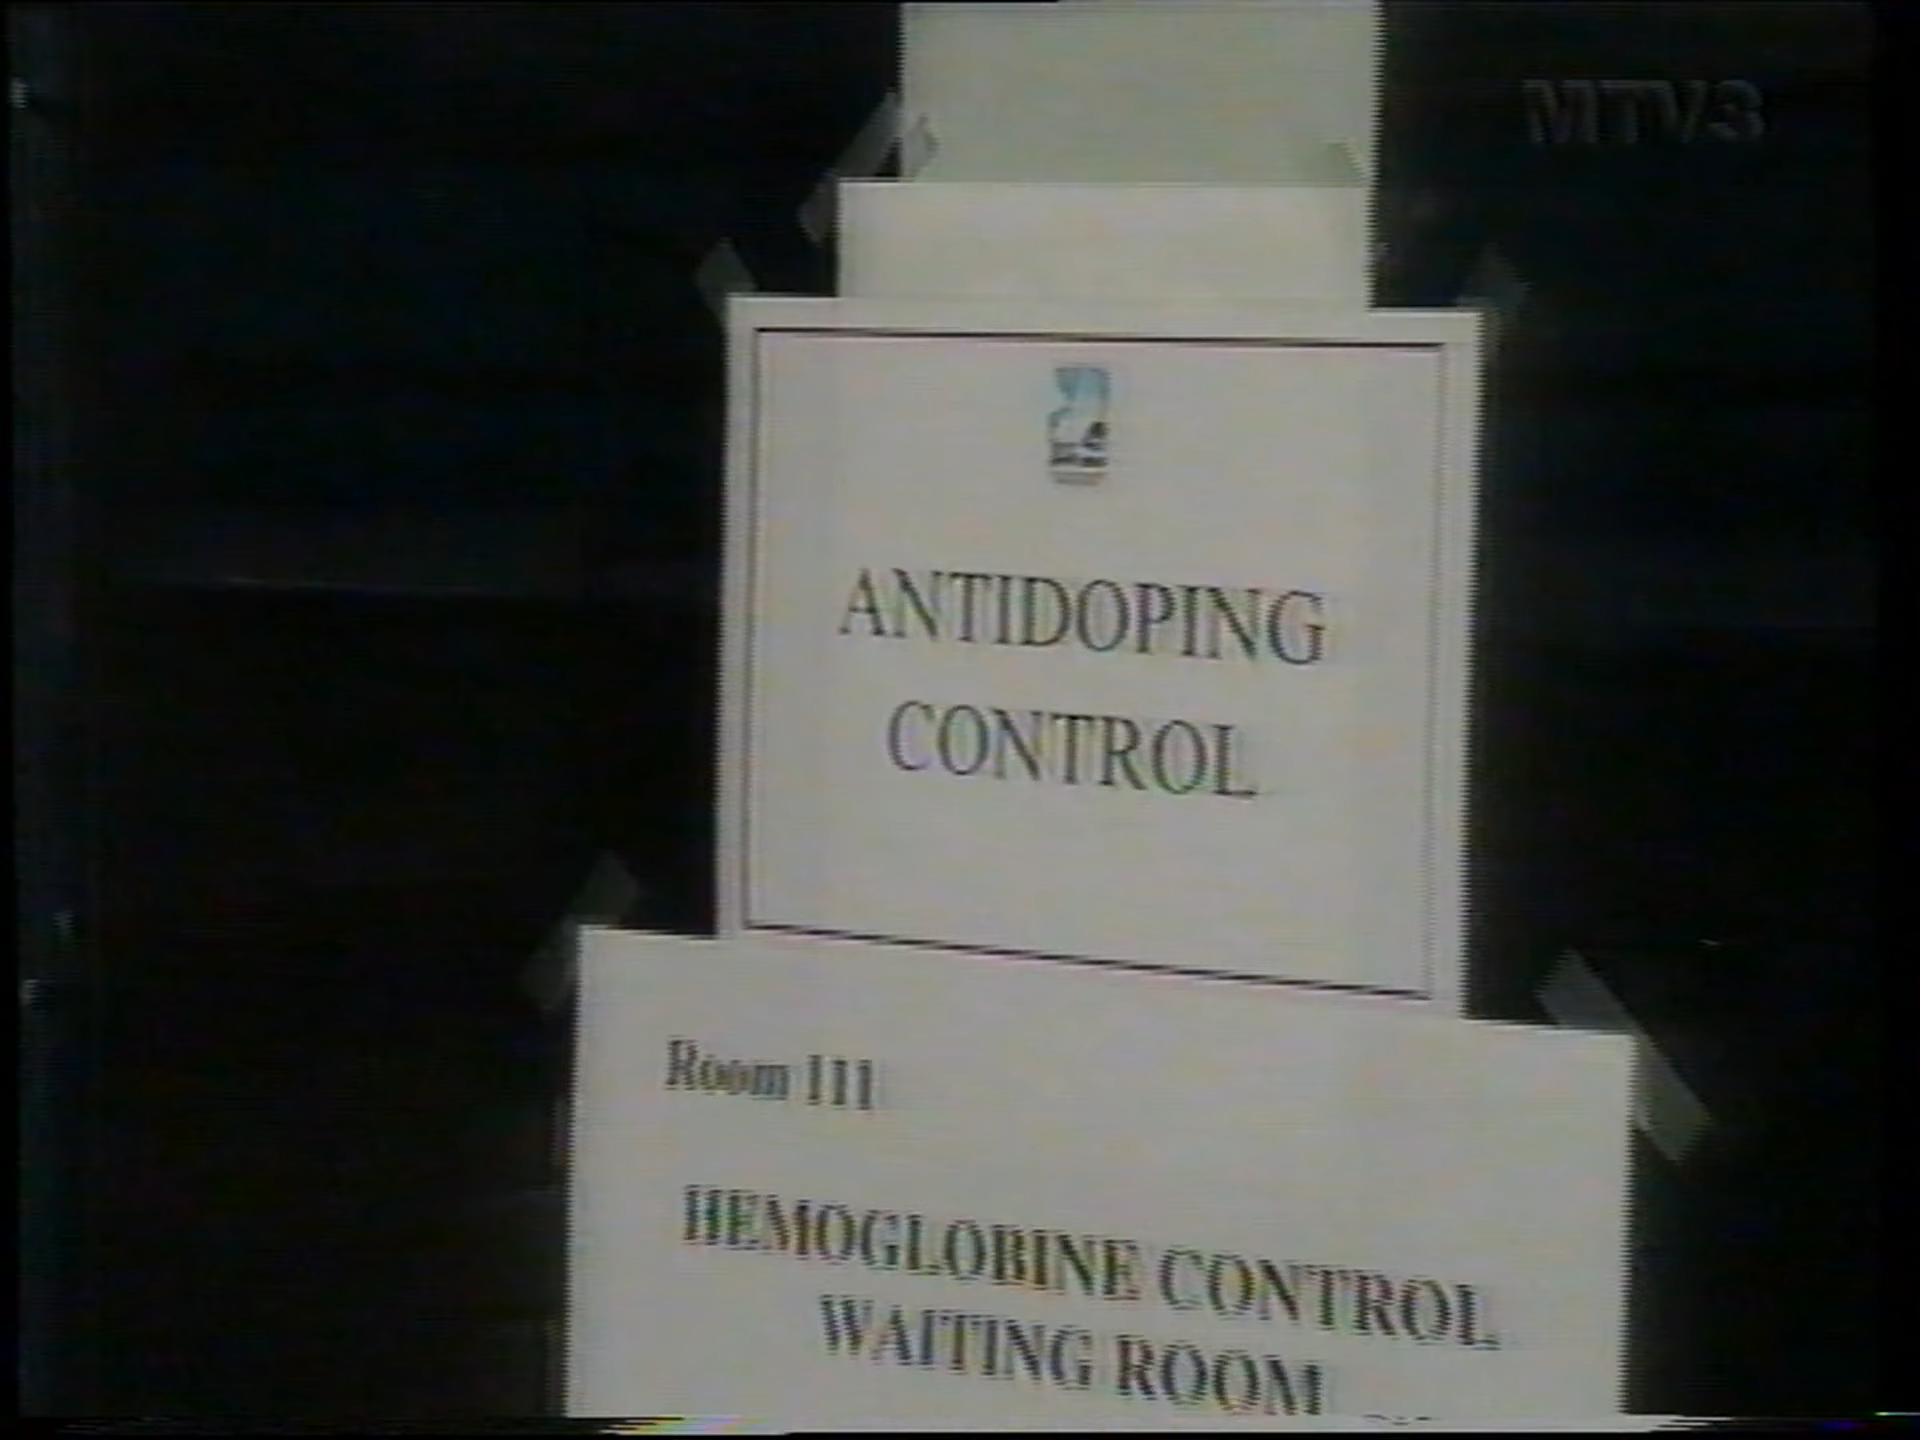 MTV3
ANTIDOPING
CONTROL
Room 111
HEMOGLOBINE CONTROL
WAITING ROOM